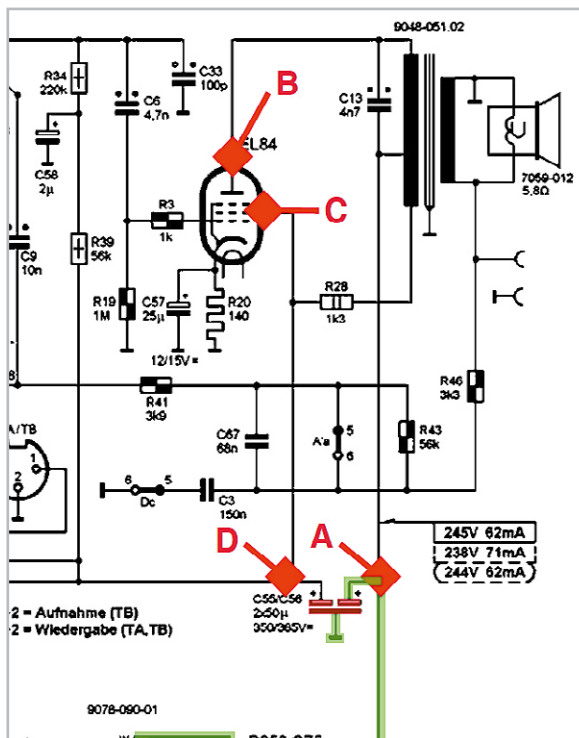 9048-051.02
R34
220k
C33
100p
C6
4,7n
B
EL84
C13
4n7
7059-012
5,8Ω
C58
2µ
R3
1k
C
C9
10n
R39
56k
R19
1M
C57
25µ
R20
140
R28
1k3
12/15V=
R41
3k9
R46
3k3
A/TB
1
2
C67
68n
A'a
5
6
R43
56k
6
5
Dc
C3
150n
D
A
245V 62mA
238V 71mA
244V 62mA
C55/C56
2x50µ
350/385V=
-2 = Aufnahme (TB)
-2 = Wiedergabe (TA,TB)
9078-090-01